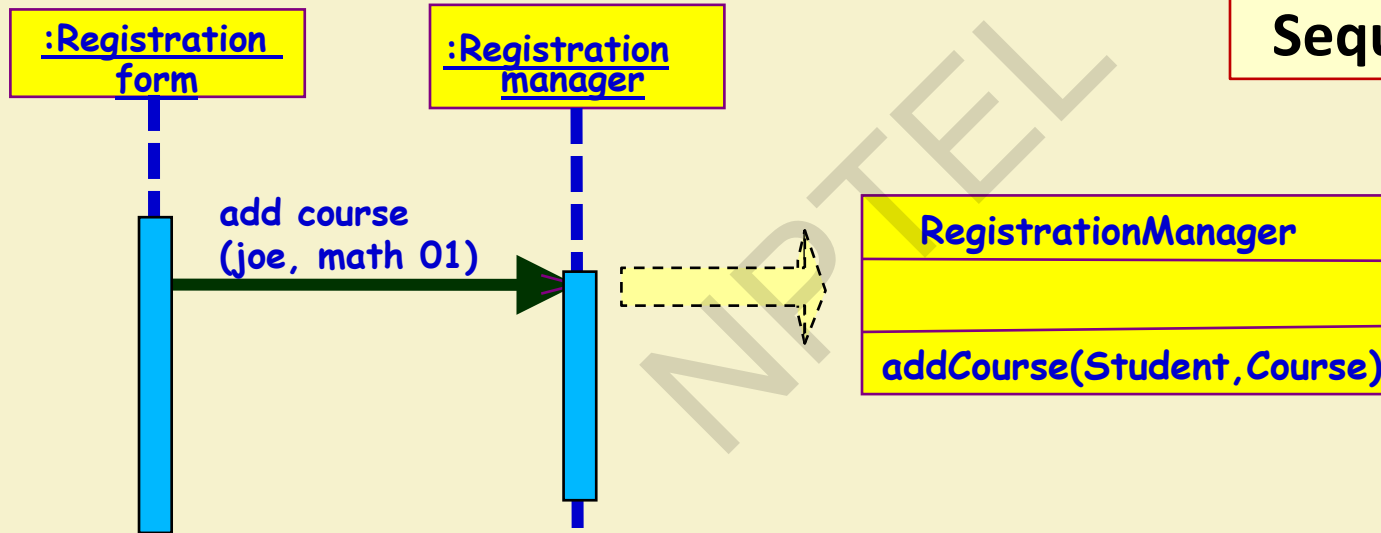 :Registration
form
:Registration
manager
Sequ
add course
(joe, math 01)
RegistrationManager
addCourse(Student,Course)
NPTEL